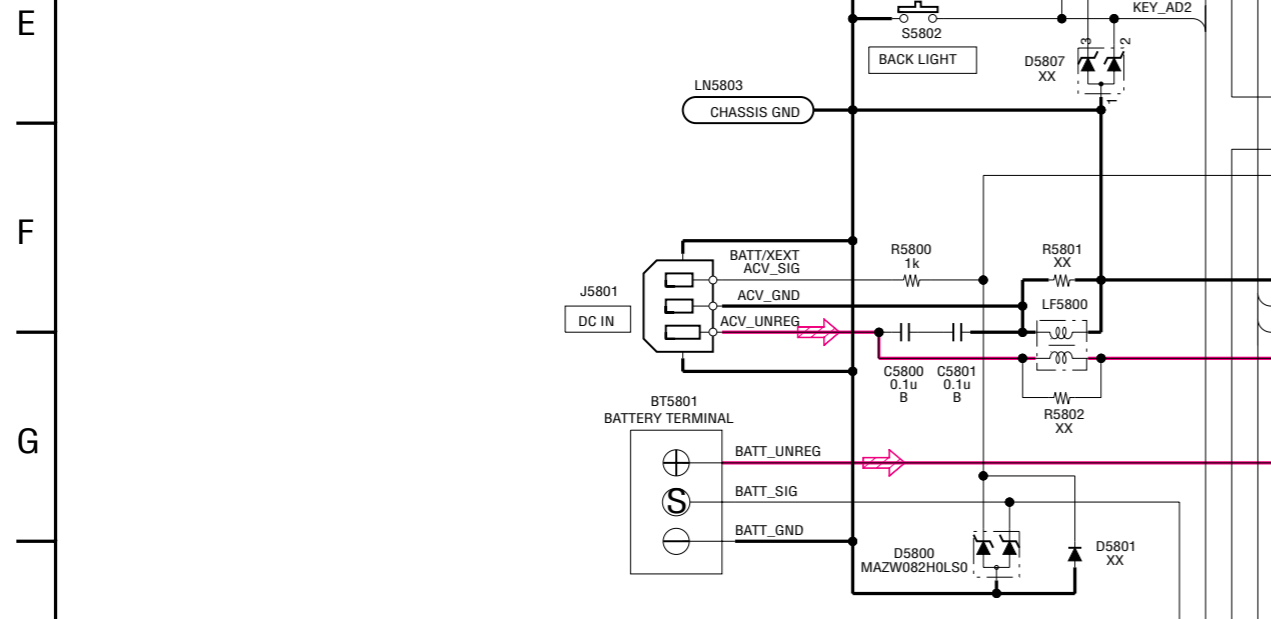 E
KEY_AD2
S5802
BACK LIGHT
D5807
XX
3
2
1
LN5803
CHASSIS GND
F
BATT/XEXT
ACV_SIG
R5800
1k
R5801
XX
J5801
DC IN
ACV_GND
ACV_UNREG
LF5800
C5800
0.1u
B
C5801
0.1u
B
R5802
XX
G
BT5801
BATTERY TERMINAL
BATT_UNREG
S
BATT_SIG
BATT_GND
D5800
MAZW082H0LS0
D5801
XX